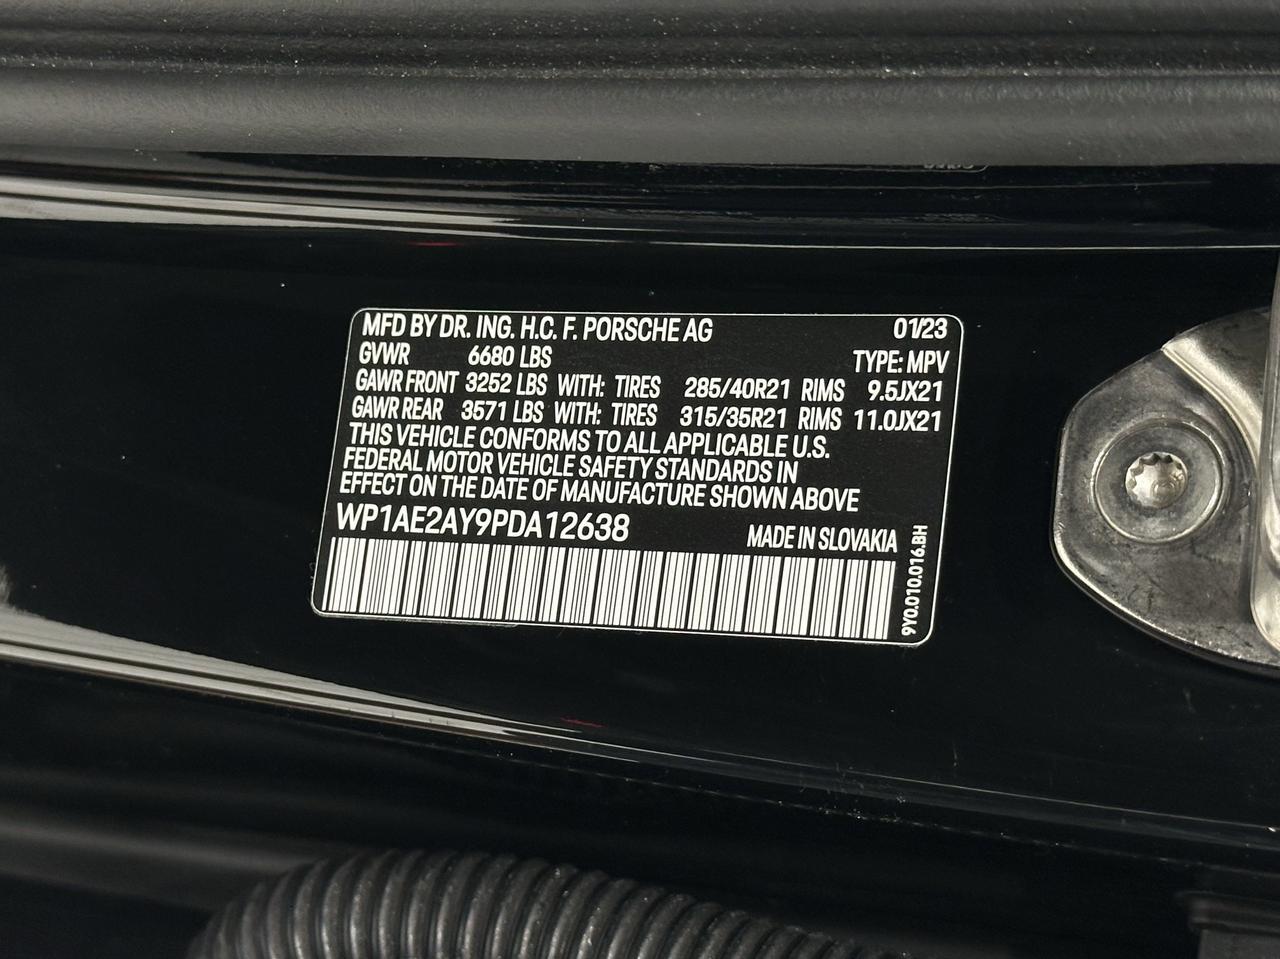 MFD BY DR. ING. H.C. F. PORSCHE AG 01/23
GVWR 6680 LBS TYPE: MPV
GAWR FRONT 3252 LBS WITH: TIRES 285/40R21 RIMS 9.5JX21
GAWR REAR 3571 LBS WITH: TIRES 315/35R21 RIMS 11.0JX21
THIS VEHICLE CONFORMS TO ALL APPLICABLE U.S.
FEDERAL MOTOR VEHICLE SAFETY STANDARDS IN
EFFECT ON THE DATE OF MANUFACTURE SHOWN ABOVE
WP1AE2AY9PDA12638 MADE IN SLOVAKIA
9Y0.010.016.BH